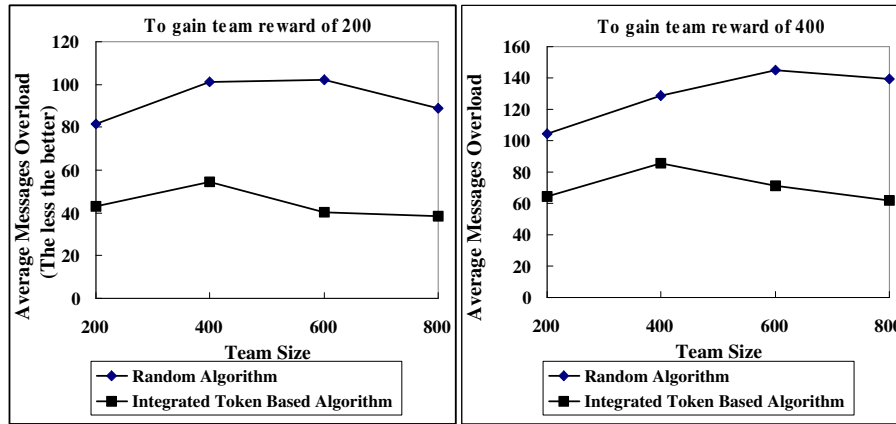 To gain team reward of 200
120
100
80
60
40
20
0
Average Messages Overload
(The less the better)
200 400 600 800
Team Size
Random Algorithm
Integrated Token Based Algorithm
To gain team reward of 400
160
140
120
100
80
60
40
20
0
Average Messages Overload
200 400 600 800
Team Size
Random Algorithm
Integrated Token Based Algorithm